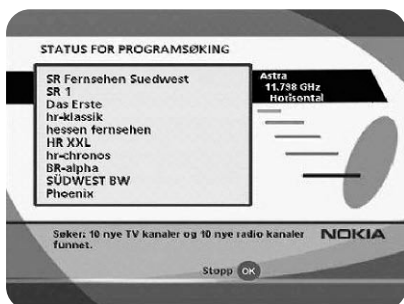 STATUS FOR PROGRAMSØKING
SR Fernsehen Suedwest
SR 1
Das Erste
hr-klassik
hessen fernsehen
HR XXL
hr-chronos
BR-alpha
SÜDWEST BW
Phoenix
Astra
11.798 GHz
Horisontal
Søker: 10 nye TV kanaler og 10 nye radio kanaler
funnet.
NOKIA
Stopp OK